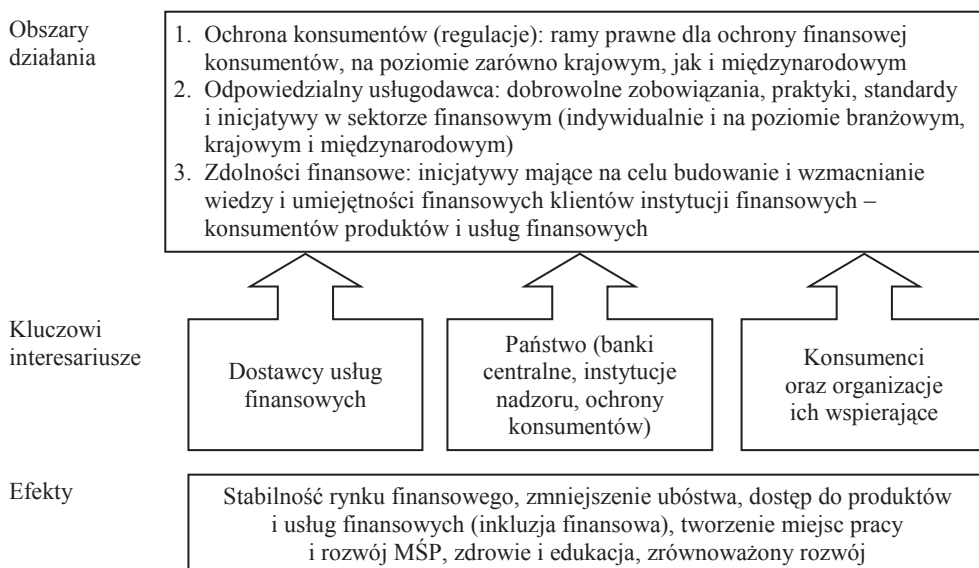 Obszary
działania
1. Ochrona konsumentów (regulacje): ramy prawne dla ochrony finansowej
konsumentów, na poziomie zarówno krajowym, jak i międzynarodowym
2. Odpowiedzialny usługodawca: dobrowolne zobowiązania, praktyki, standardy
i inicjatywy w sektorze finansowym (indywidualnie i na poziomie branżowym,
krajowym i międzynarodowym)
3. Zdolności finansowe: inicjatywy mające na celu budowanie i wzmacnianie
wiedzy i umiejętności finansowych klientów instytucji finansowych –
konsumentów produktów i usług finansowych
Kluczowi
interesariusze
Dostawcy usług
finansowych
Państwo (banki
centralne, instytucje
nadzoru, ochrony
konsumentów)
Konsumenci
oraz organizacje
ich wspierające
Efekty
Stabilność rynku finansowego, zmniejszenie ubóstwa, dostęp do produktów
i usług finansowych (inkluzja finansowa), tworzenie miejsc pracy
i rozwój MŚP, zdrowie i edukacja, zrównoważony rozwój